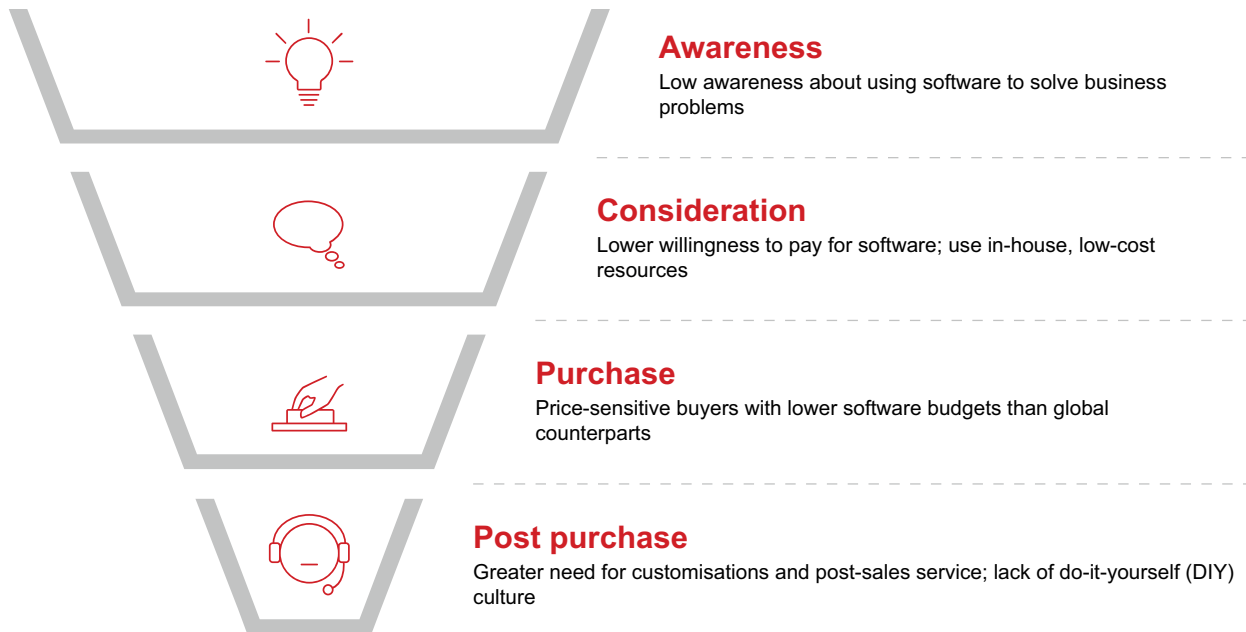 Awareness
Low awareness about using software to solve business
problems
Consideration
Lower willingness to pay for software; use in-house, low-cost
resources
Purchase
Price-sensitive buyers with lower software budgets than global
counterparts
Post purchase
Greater need for customisations and post-sales service; lack of do-it-yourself (DIY)
culture